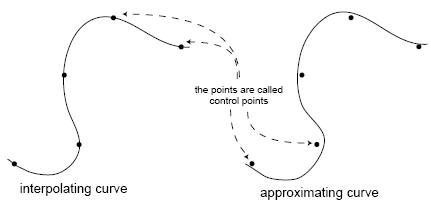 the points are called
control points
interpolating curve
approximating curve